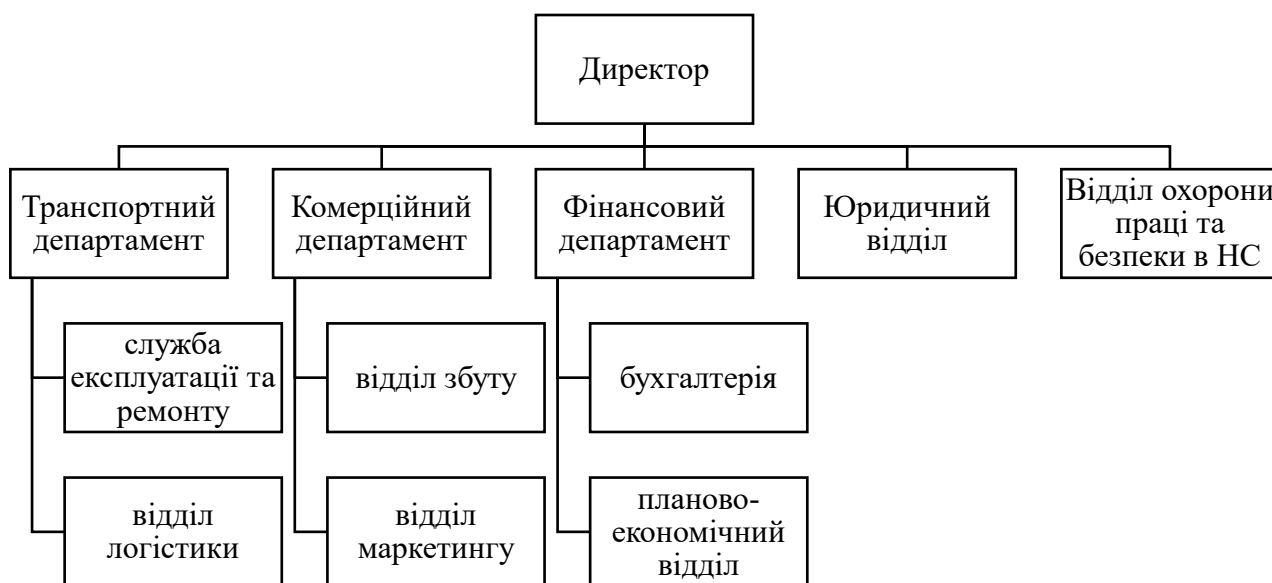 Директор
Транспортний
департамент
Комерційний
департамент
Фінансовий
департамент
Юридичний
відділ
Відділ охорони
праці та
безпеки в НС
служба
експлуатації та
ремонту
відділ збуту
бухгалтерія
відділ
логістики
відділ
маркетингу
планово-
економічний
відділ